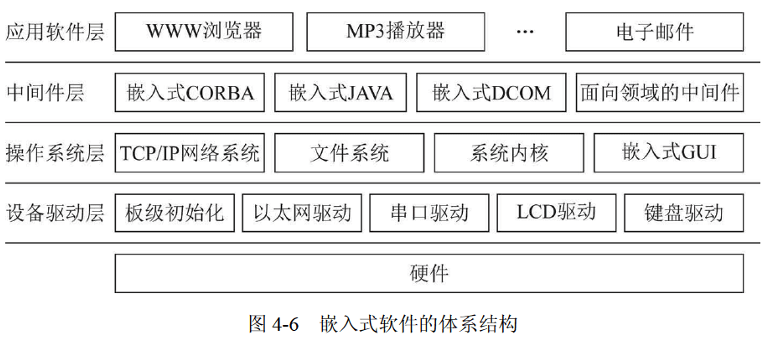 应用软件层 WWW浏览器 MP3播放器 … 电子邮件
中间件层 嵌入式CORBA 嵌入式JAVA 嵌入式DCOM 面向领域的中间件
操作系统层 TCP/IP网络系统 文件系统 系统内核 嵌入式GUI
设备驱动层 板级初始化 以太网驱动 串口驱动 LCD驱动 键盘驱动
硬件
图 4-6 嵌入式软件的体系结构